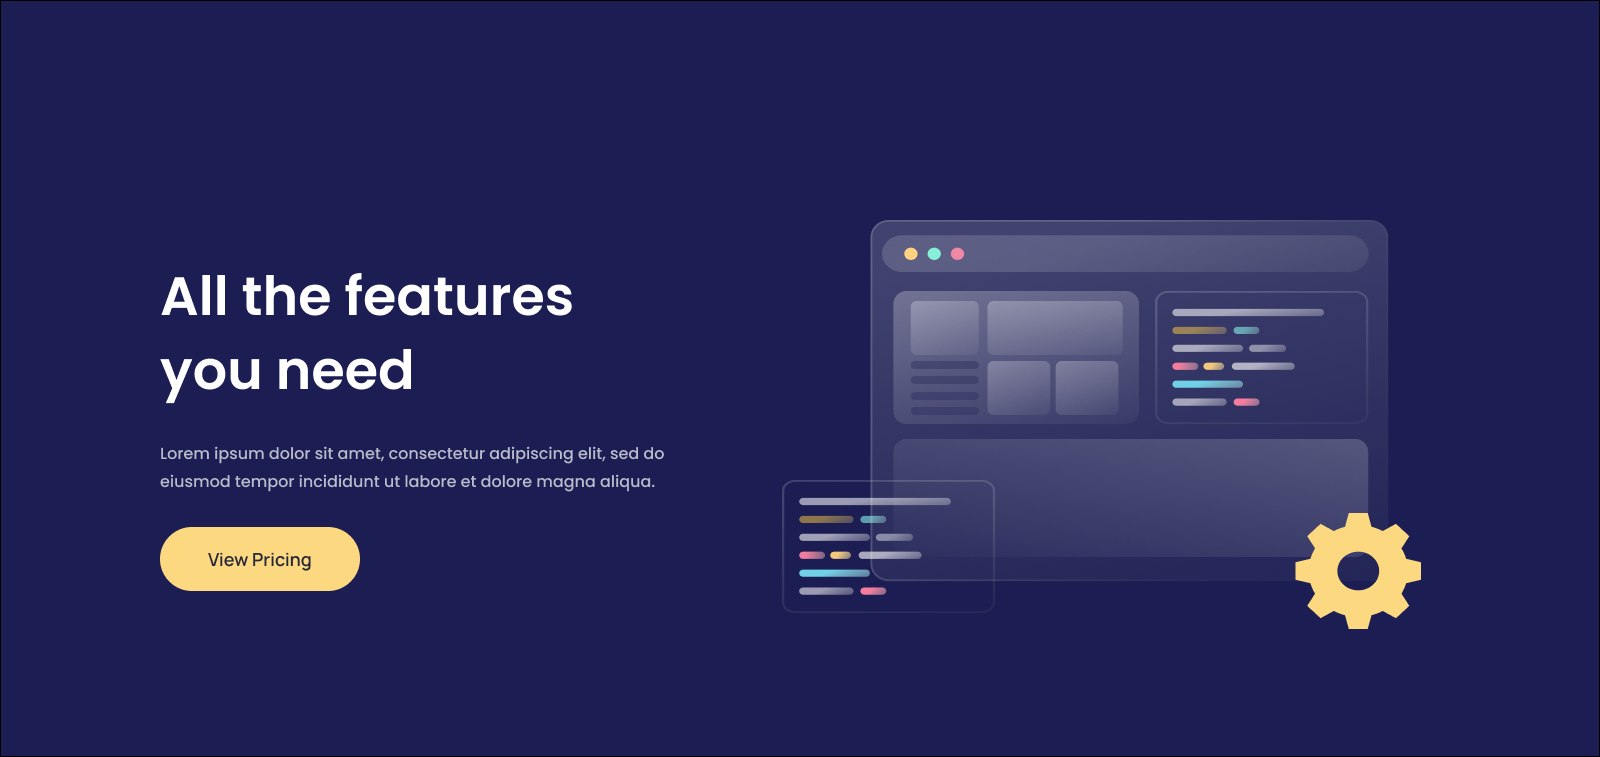 All the features
you need
Lorem ipsum dolor sit amet, consectetur adipiscing elit, sed do
eiusmod tempor incididunt ut labore et dolore magna aliqua.
View Pricing